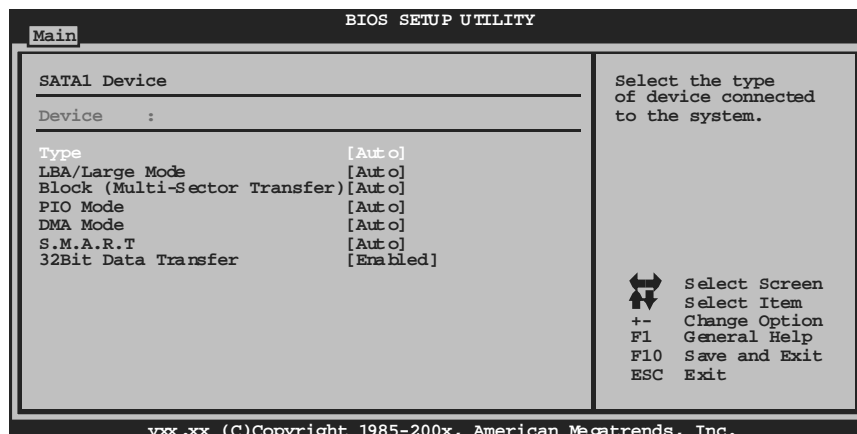 BIOS SETUP UTILITY
Main
SATA1 Device
Device :
Type [Auto]
LBA/Large Mode [Auto]
Block (Multi-Sector Transfer)[Auto]
PIO Mode [Auto]
DMA Mode [Auto]
S.M.A.R.T [Auto]
32Bit Data Transfer [Enabled]
Select the type
of device connected
to the system.
Select Screen
Select Item
+- Change Option
F1 General Help
F10 Save and Exit
ESC Exit
vxx.xx (C)Copyright 1985-200x, American Megatrends, Inc.